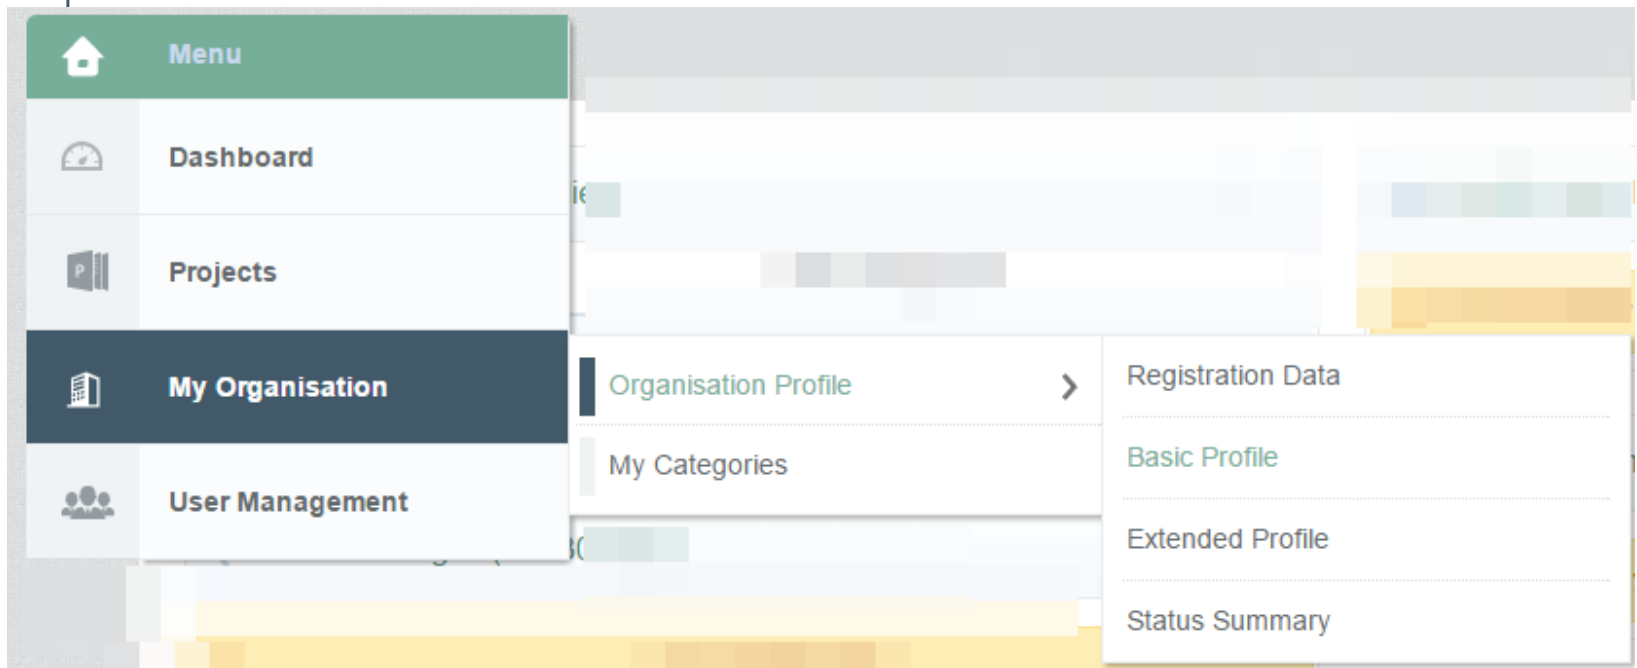 Menu
Dashboard
Projects
My Organisation
User Management
Organisation Profile
My Categories
Registration Data
Basic Profile
Extended Profile
Status Summary